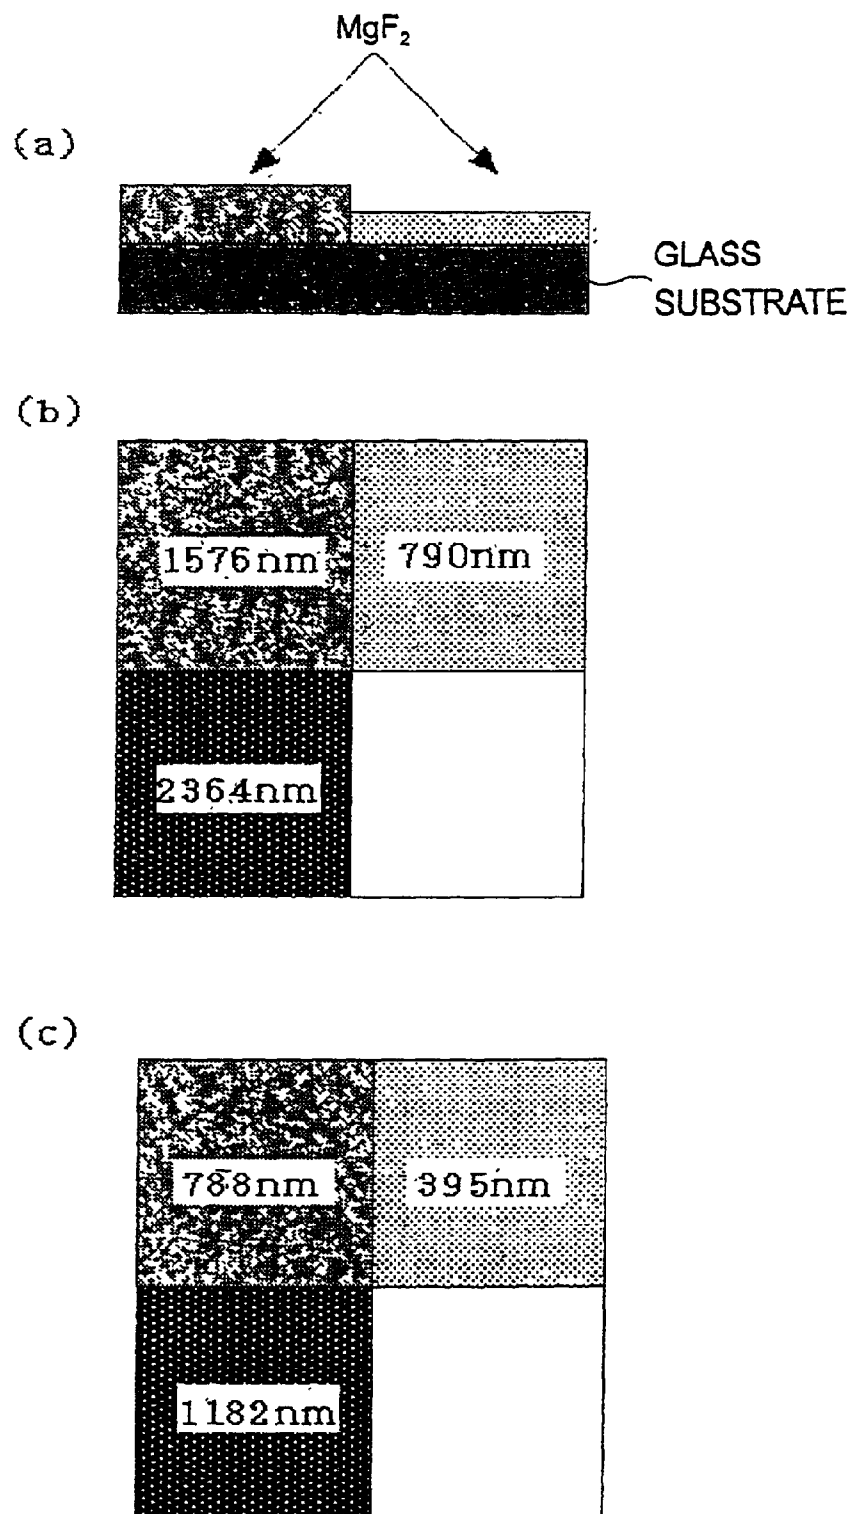 MgF2
(a)
GLASS
SUBSTRATE
(b)
1576nm
790nm
2364nm
(c)
788nm
395nm
1182nm